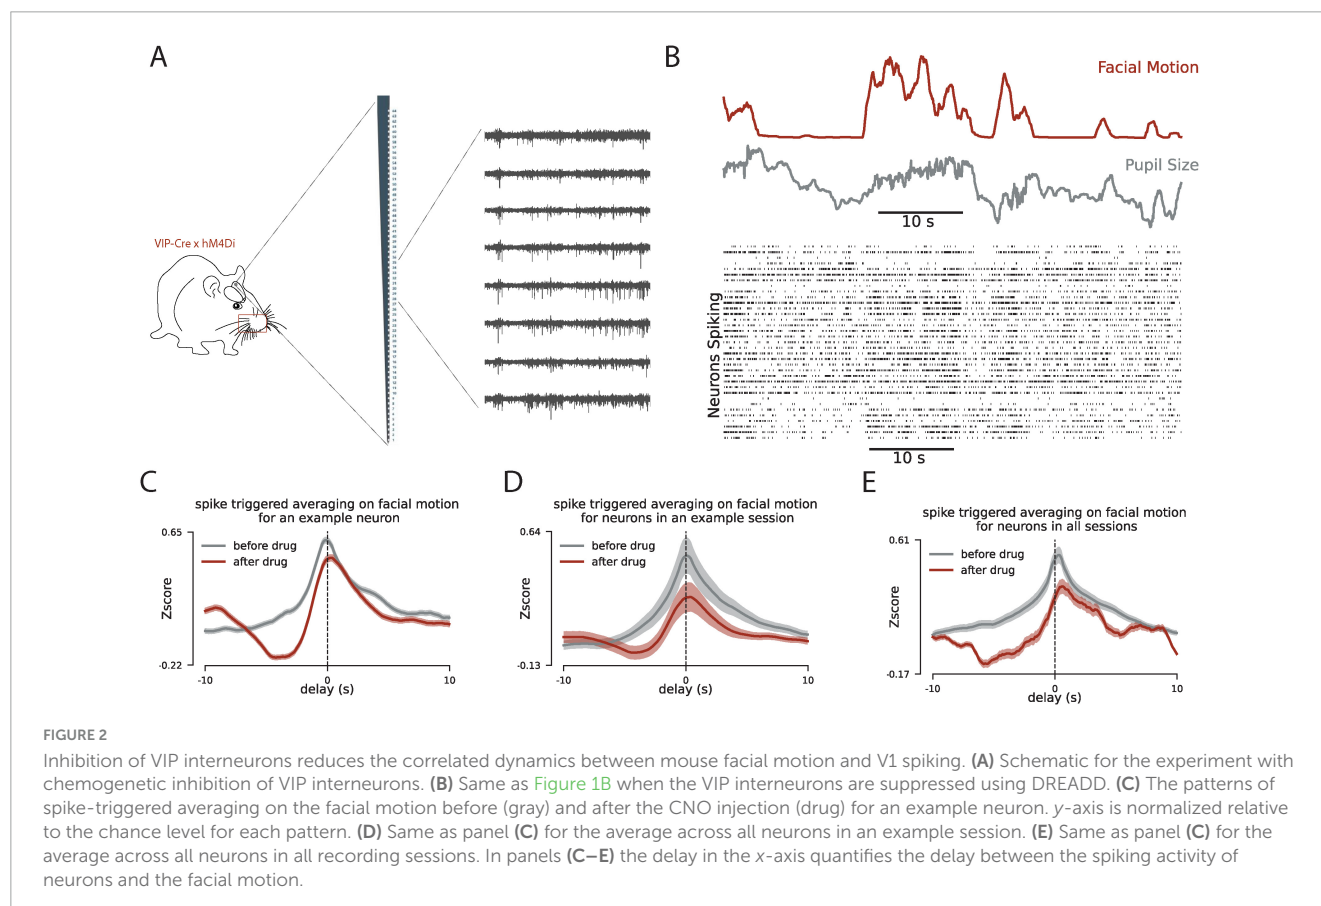 A
B
VIP-Cre x hM4Di
Facial Motion
Pupil Size
10 s
Neurons Spiking
10 s
C
spike triggered averaging on facial motion
for an example neuron
0.65
before drug
after drug
Zscore
-0.22
-10
0
10
delay (s)
D
spike triggered averaging on facial motion
for neurons in an example session
0.64
before drug
after drug
Zscore
-0.13
-10
0
10
delay (s)
E
spike triggered averaging on facial motion
for neurons in all sessions
0.61
before drug
after drug
Zscore
-0.17
-10
0
10
delay (s)
FIGURE 2
Inhibition of VIP interneurons reduces the correlated dynamics between mouse facial motion and V1 spiking. (A) Schematic for the experiment with
chemogenetic inhibition of VIP interneurons. (B) Same as Figure 1B when the VIP interneurons are suppressed using DREADD. (C) The patterns of
spike-triggered averaging on the facial motion before (gray) and after the CNO injection (drug) for an example neuron. y-axis is normalized relative
to the chance level for each pattern. (D) Same as panel (C) for the average across all neurons in an example session. (E) Same as panel (C) for the
average across all neurons in all recording sessions. In panels (C–E) the delay in the x-axis quantifies the delay between the spiking activity of
neurons and the facial motion.